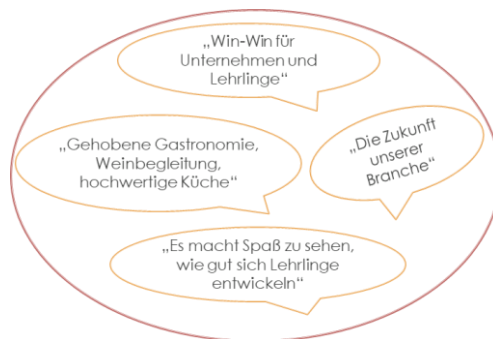 „Win-Win für
Unternehmen und
Lehrlinge“
„Gehobene Gastronomie,
Weinbegleitung,
hochwertige Küche“
„Die Zukunft
unserer
Branche“
„Es macht Spaß zu sehen,
wie gut sich Lehrlinge
entwickeln“